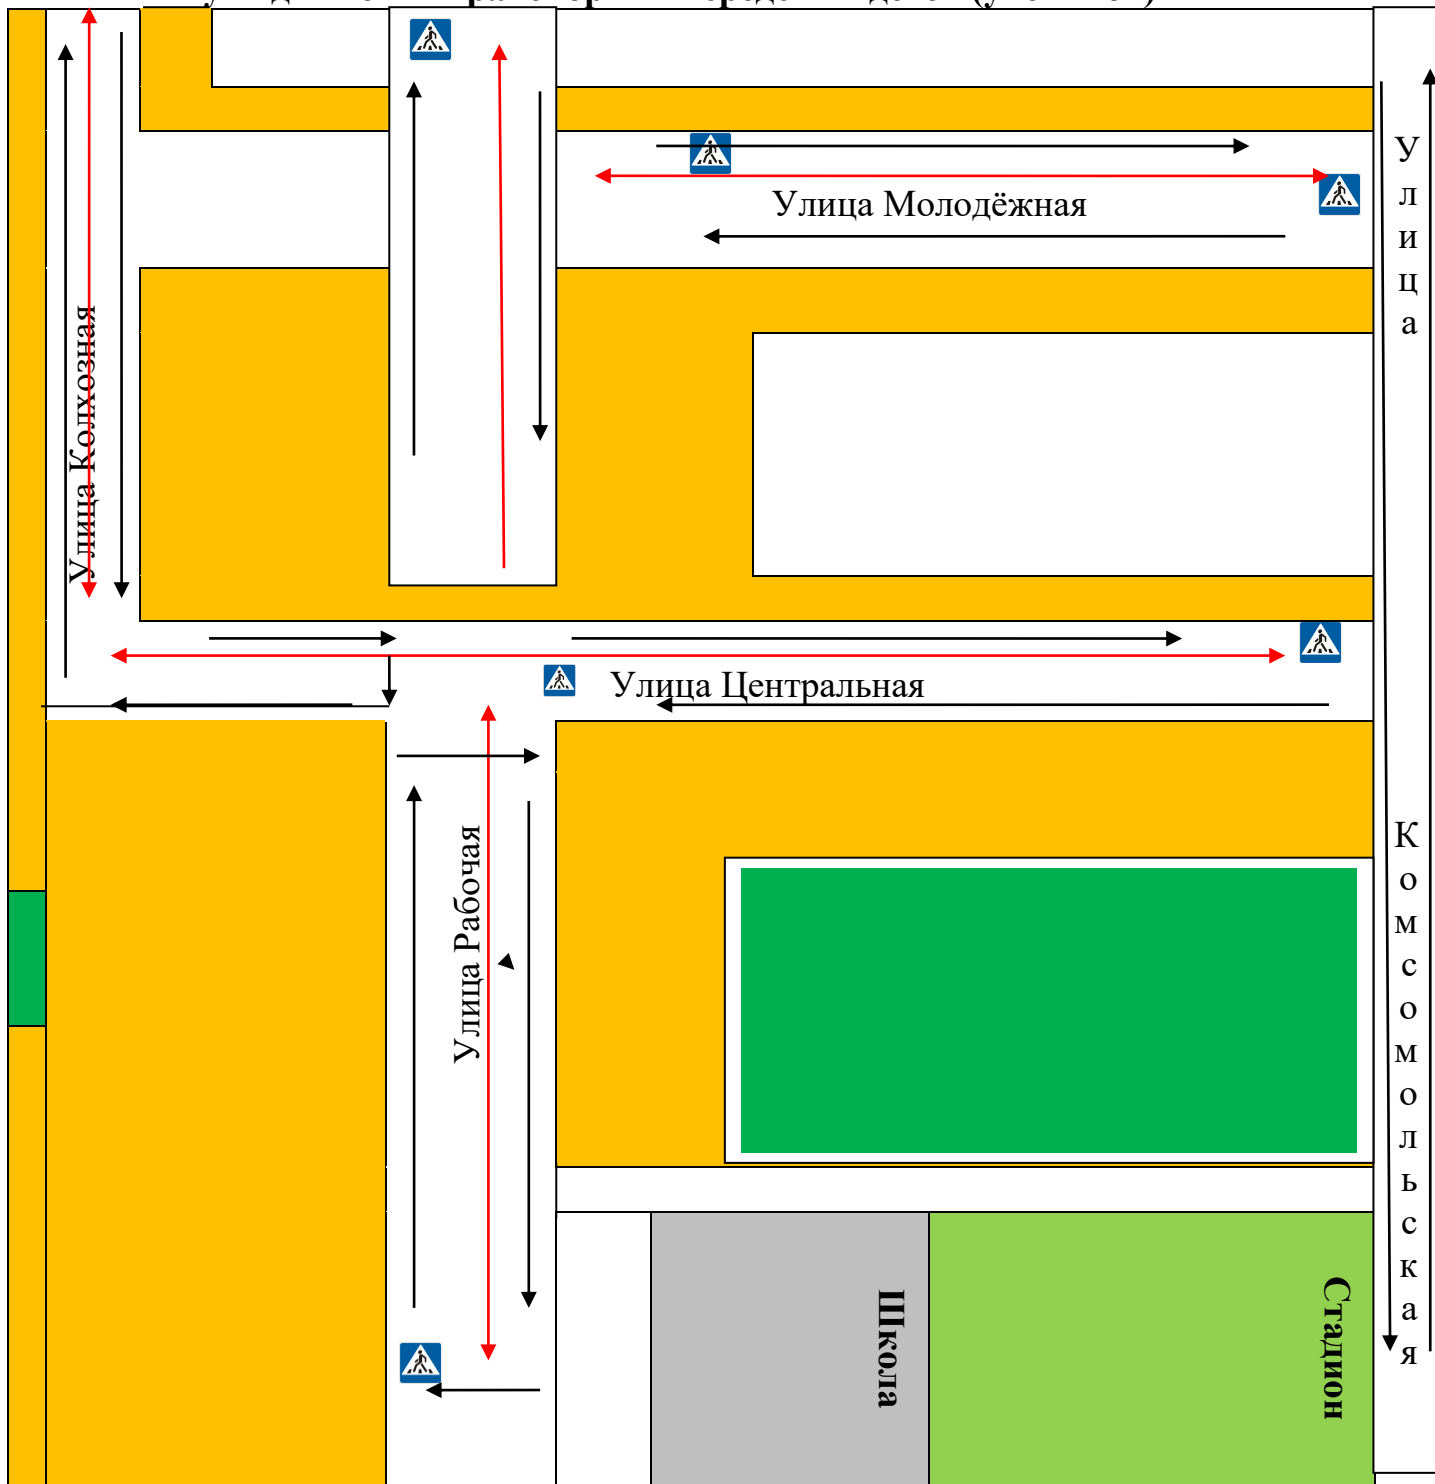 Улица Молодёжная
Улица
Улица Колхозная
Улица Центральная
Комсомольская
Улица Рабочая
Школа
Стадион